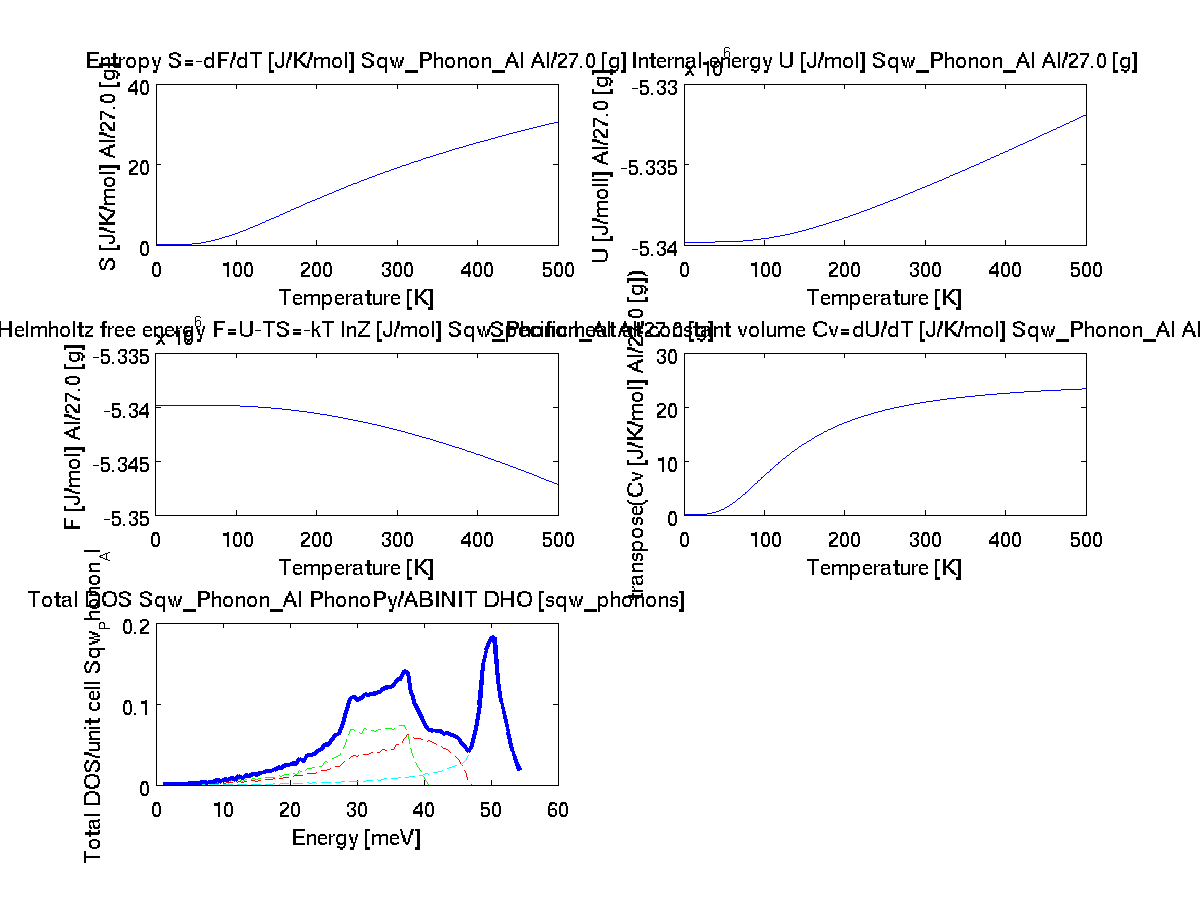 Entropy S=-dF/dT [J/K/mol] Sqw_Phonon_Al Al/27.0 [g]
S [J/K/mol] Al/27.0 [g]
40
20
0
0 100 200 300 400 500
Temperature [K]
Internal energy U [J/mol] Sqw_Phonon_Al Al/27.0 [g]
x 10^6
U [J/mol] Al/27.0 [g]
-5.33
-5.335
-5.34
0 100 200 300 400 500
Temperature [K]
Helmholtz free energy F=U-TS=-kT lnZ [J/mol] Sqw_Phonon_Al Al/27.0 [g]
x 10^6
F [J/mol] Al/27.0 [g]
-5.335
-5.34
-5.345
-5.35
0 100 200 300 400 500
Temperature [K]
Specific heat at constant volume Cv=dU/dT [J/K/mol] Sqw_Phonon_Al Al
transpose(Cv [J/K/mol] Al/27.0 [g])
30
20
10
0
0 100 200 300 400 500
Temperature [K]
Total DOS Sqw_Phonon_Al PhonoPy/ABINIT DHO [sqw_phonons]
Total DOS/unit cell Sqw_Phonon_Al
0.2
0.1
0
0 10 20 30 40 50 60
Energy [meV]